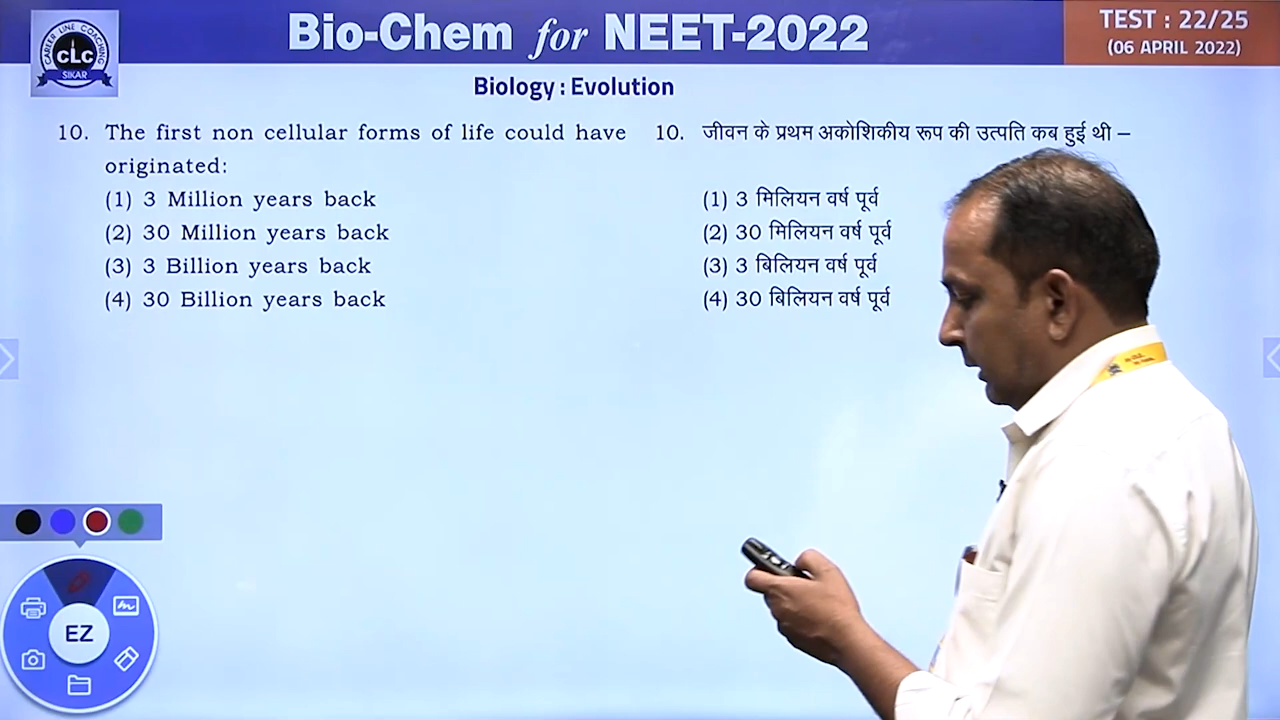 CAREER LINE COACHING
CLC
SIKAR
Bio-Chem for NEET-2022
TEST : 22/25
(06 APRIL 2022)
Biology : Evolution
10. The first non cellular forms of life could have
originated:
(1) 3 Million years back
(2) 30 Million years back
(3) 3 Billion years back
(4) 30 Billion years back
10. जीवन के प्रथम अकोशिकीय रूप की उत्पति कब हुई थी –
(1) 3 मिलियन वर्ष पूर्व
(2) 30 मिलियन वर्ष पूर्व
(3) 3 बिलियन वर्ष पूर्व
(4) 30 बिलियन वर्ष पूर्व
EZ